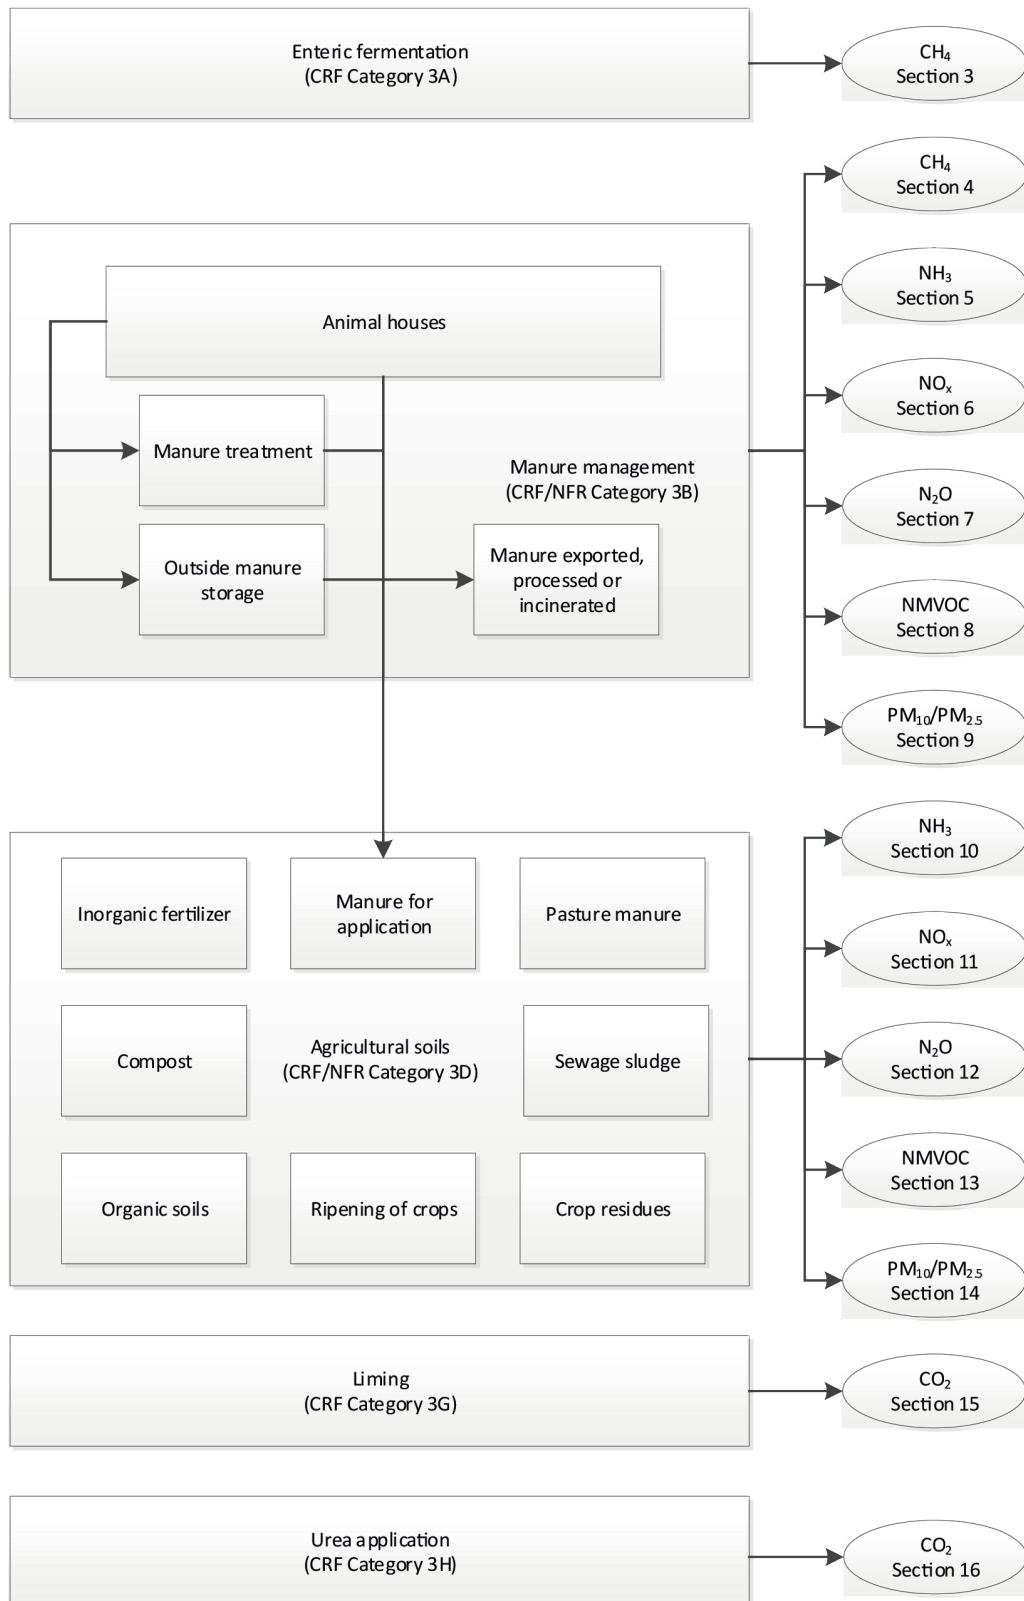 Enteric fermentation
(CRF Category 3A)
CH₄
Section 3
CH₄
Section 4
NH₃
Section 5
Animal houses
NOₓ
Section 6
Manure treatment
Manure management
(CRF/NFR Category 3B)
N₂O
Section 7
Outside manure
storage
Manure exported,
processed or
incinerated
NMVOC
Section 8
PM₁₀/PM₂.₅
Section 9
NH₃
Section 10
Inorganic fertilizer
Manure for
application
Pasture manure
NOₓ
Section 11
Compost
Agricultural soils
(CRF/NFR Category 3D)
Sewage sludge
N₂O
Section 12
NMVOC
Section 13
Organic soils
Ripening of crops
Crop residues
PM₁₀/PM₂.₅
Section 14
Liming
(CRF Category 3G)
CO₂
Section 15
Urea application
(CRF Category 3H)
CO₂
Section 16